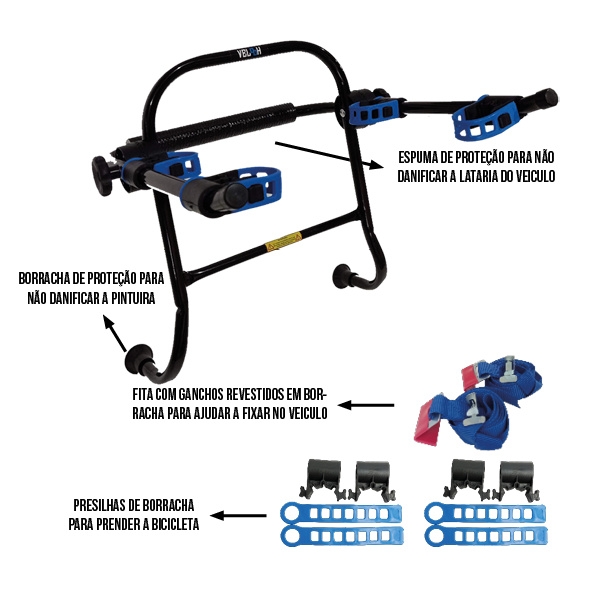 VELTECH
ESPUMA DE PROTEÇÃO PARA NÃO
DANIFICAR A LATARIA DO VEICULO
BORRACHA DE PROTEÇÃO PARA
NÃO DANIFICAR A PINTUIRA
FITA COM GANCHOS REVESTIDOS EM BOR-
RACHA PARA AJUDAR A FIXAR NO VEICULO
PRESILHAS DE BORRACHA
PARA PRENDER A BICICLETA